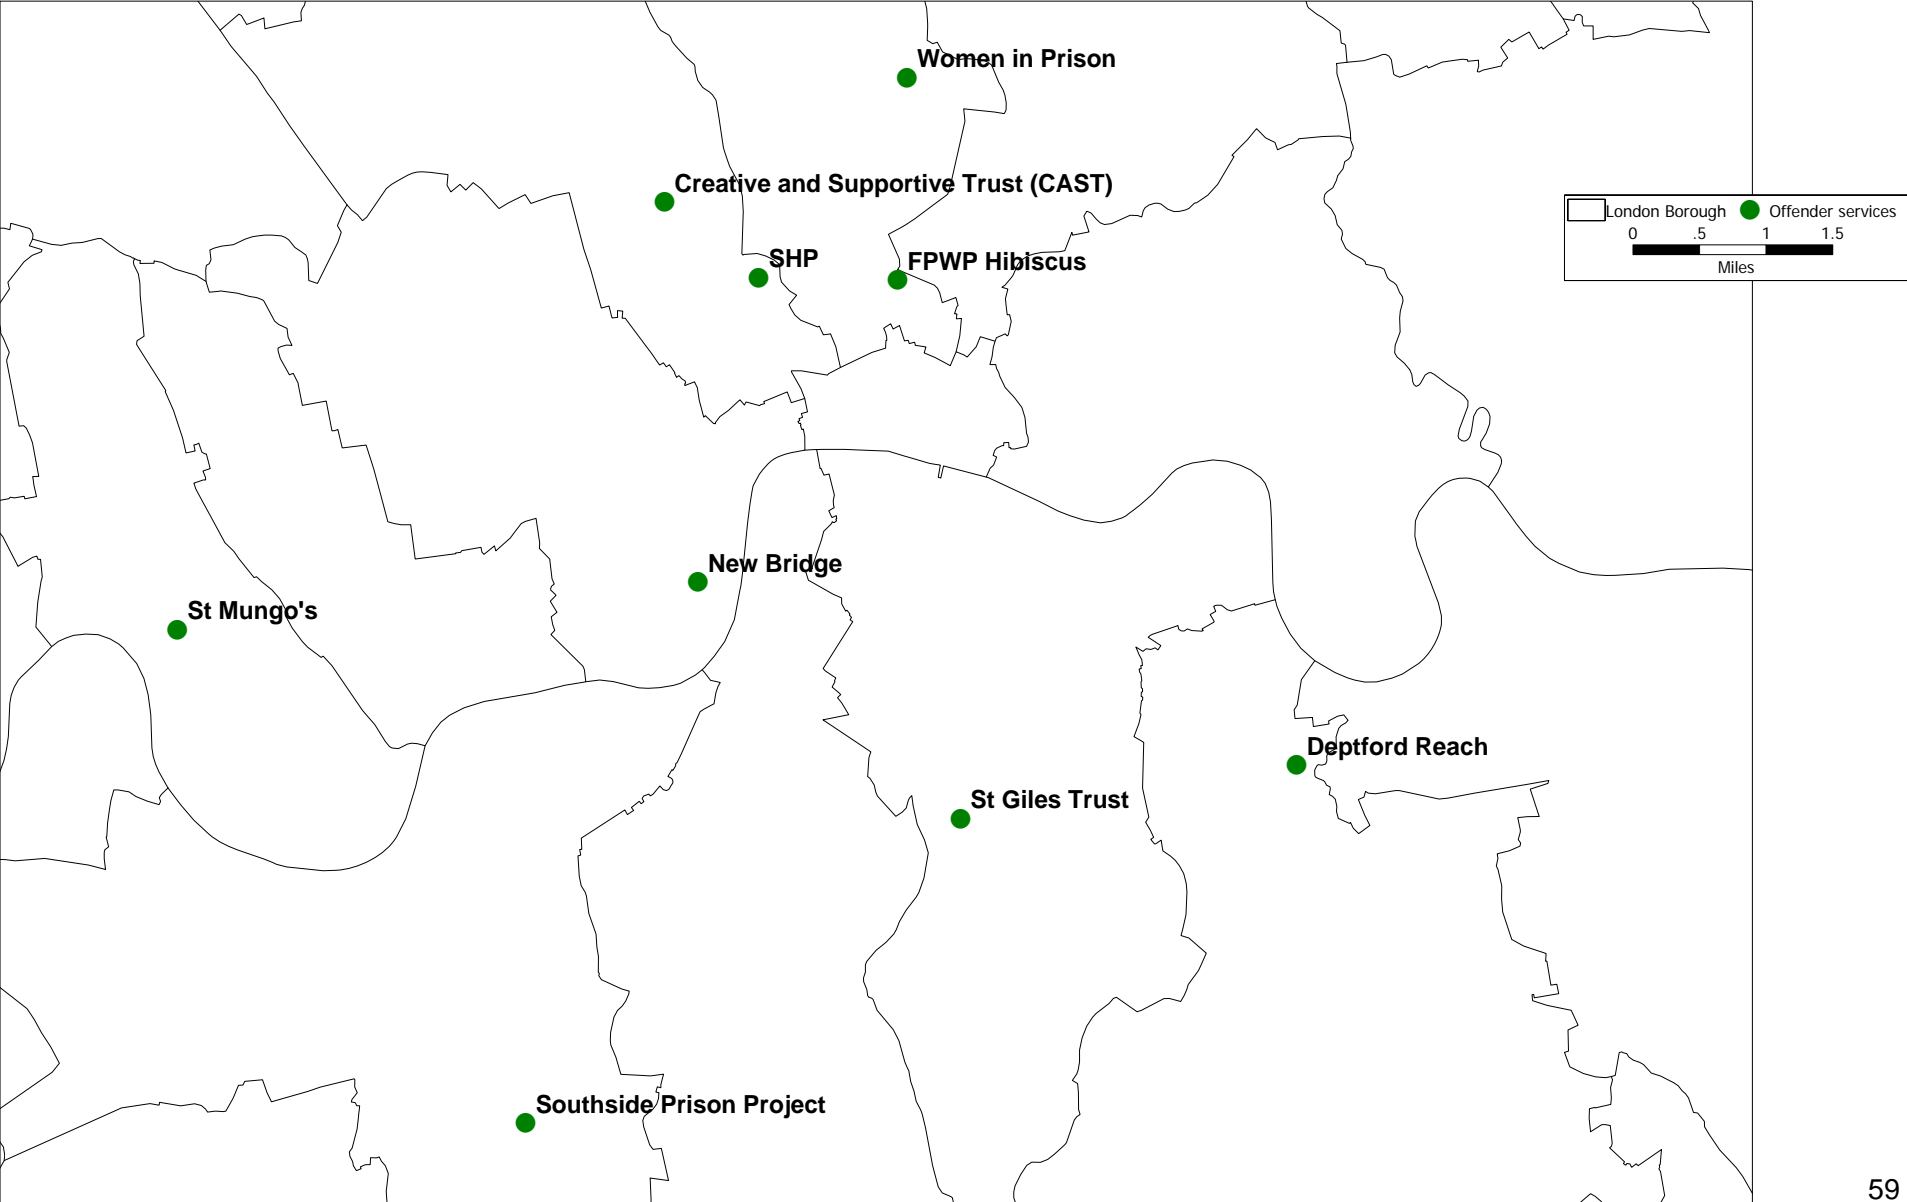 Women in Prison
Creative and Supportive Trust (CAST)
London Borough Offender services
0 .5 1 1.5
Miles
SHP
FPWP Hibiscus
New Bridge
St Mungo's
Deptford Reach
St Giles Trust
Southside Prison Project
59